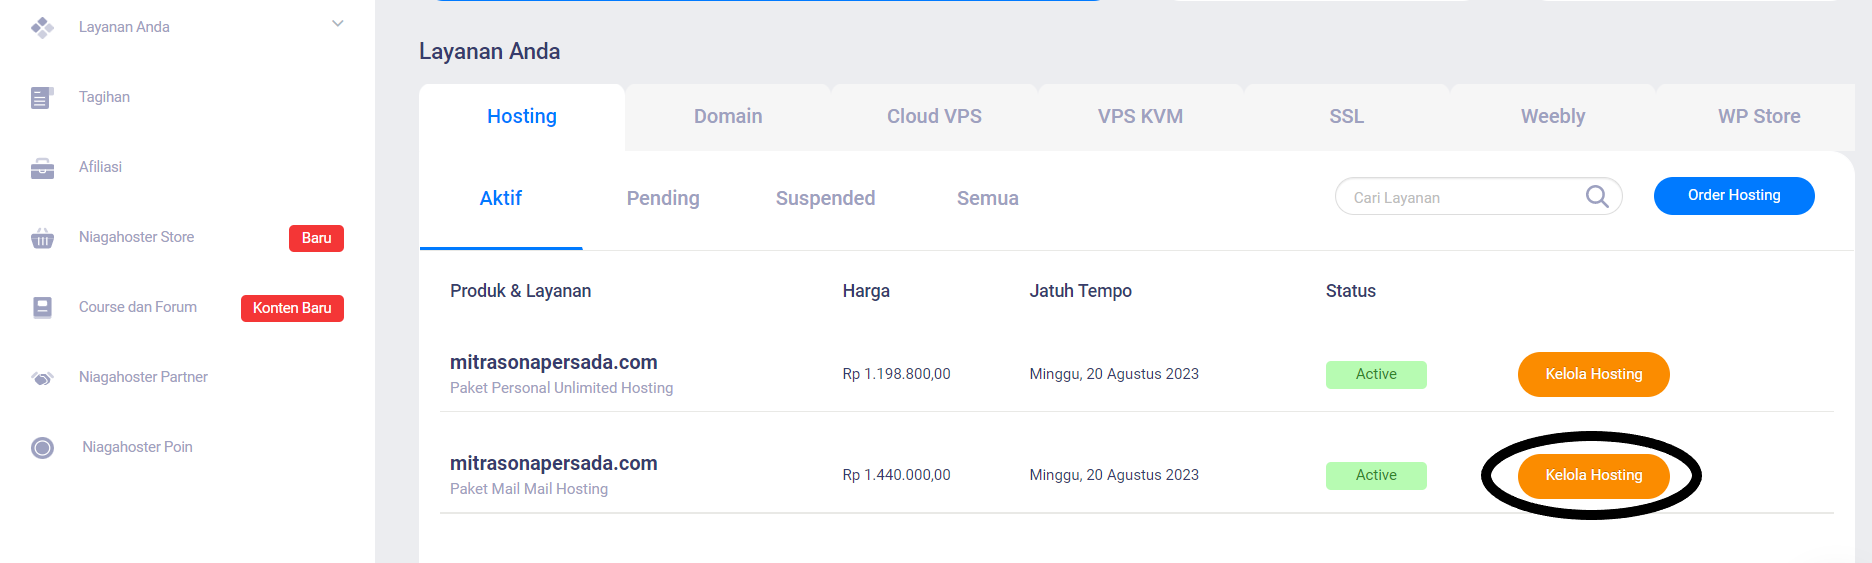 Layanan Anda
Tagihan
Afiliasi
Niagahoster Store Baru
Course dan Forum Konten Baru
Niagahoster Partner
Niagahoster Poin
Layanan Anda
Hosting Domain Cloud VPS VPS KVM SSL Weebly WP Store
Aktif Pending Suspended Semua Cari Layanan Order Hosting
Produk & Layanan Harga Jatuh Tempo Status
mitrasonapersada.com
Paket Personal Unlimited Hosting
Rp 1.198.800,00 Minggu, 20 Agustus 2023 Active Kelola Hosting
mitrasonapersada.com
Paket Mail Mail Hosting
Rp 1.440.000,00 Minggu, 20 Agustus 2023 Active Kelola Hosting